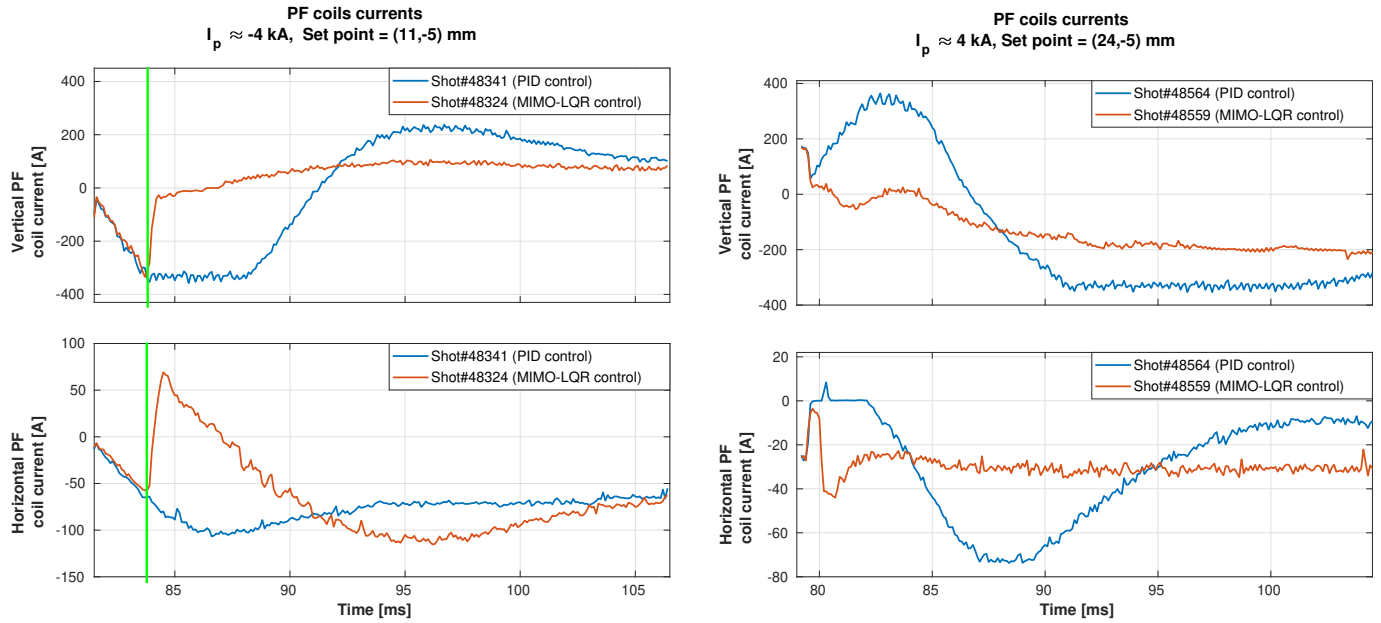 PF coils currents
I_p ≈ -4 kA, Set point = (11,-5) mm
Vertical PF
coil current [A]
400
200
0
-200
-400
Shot#48341 (PID control)
Shot#48324 (MIMO-LQR control)
Horizontal PF
coil current [A]
100
50
0
-50
-100
-150
Shot#48341 (PID control)
Shot#48324 (MIMO-LQR control)
85 90 95 100 105
Time [ms]
PF coils currents
I_p ≈ 4 kA, Set point = (24,-5) mm
Vertical PF
coil current [A]
400
200
0
-200
-400
Shot#48564 (PID control)
Shot#48559 (MIMO-LQR control)
Horizontal PF
coil current [A]
20
0
-20
-40
-60
-80
Shot#48564 (PID control)
Shot#48559 (MIMO-LQR control)
80 85 90 95 100
Time [ms]